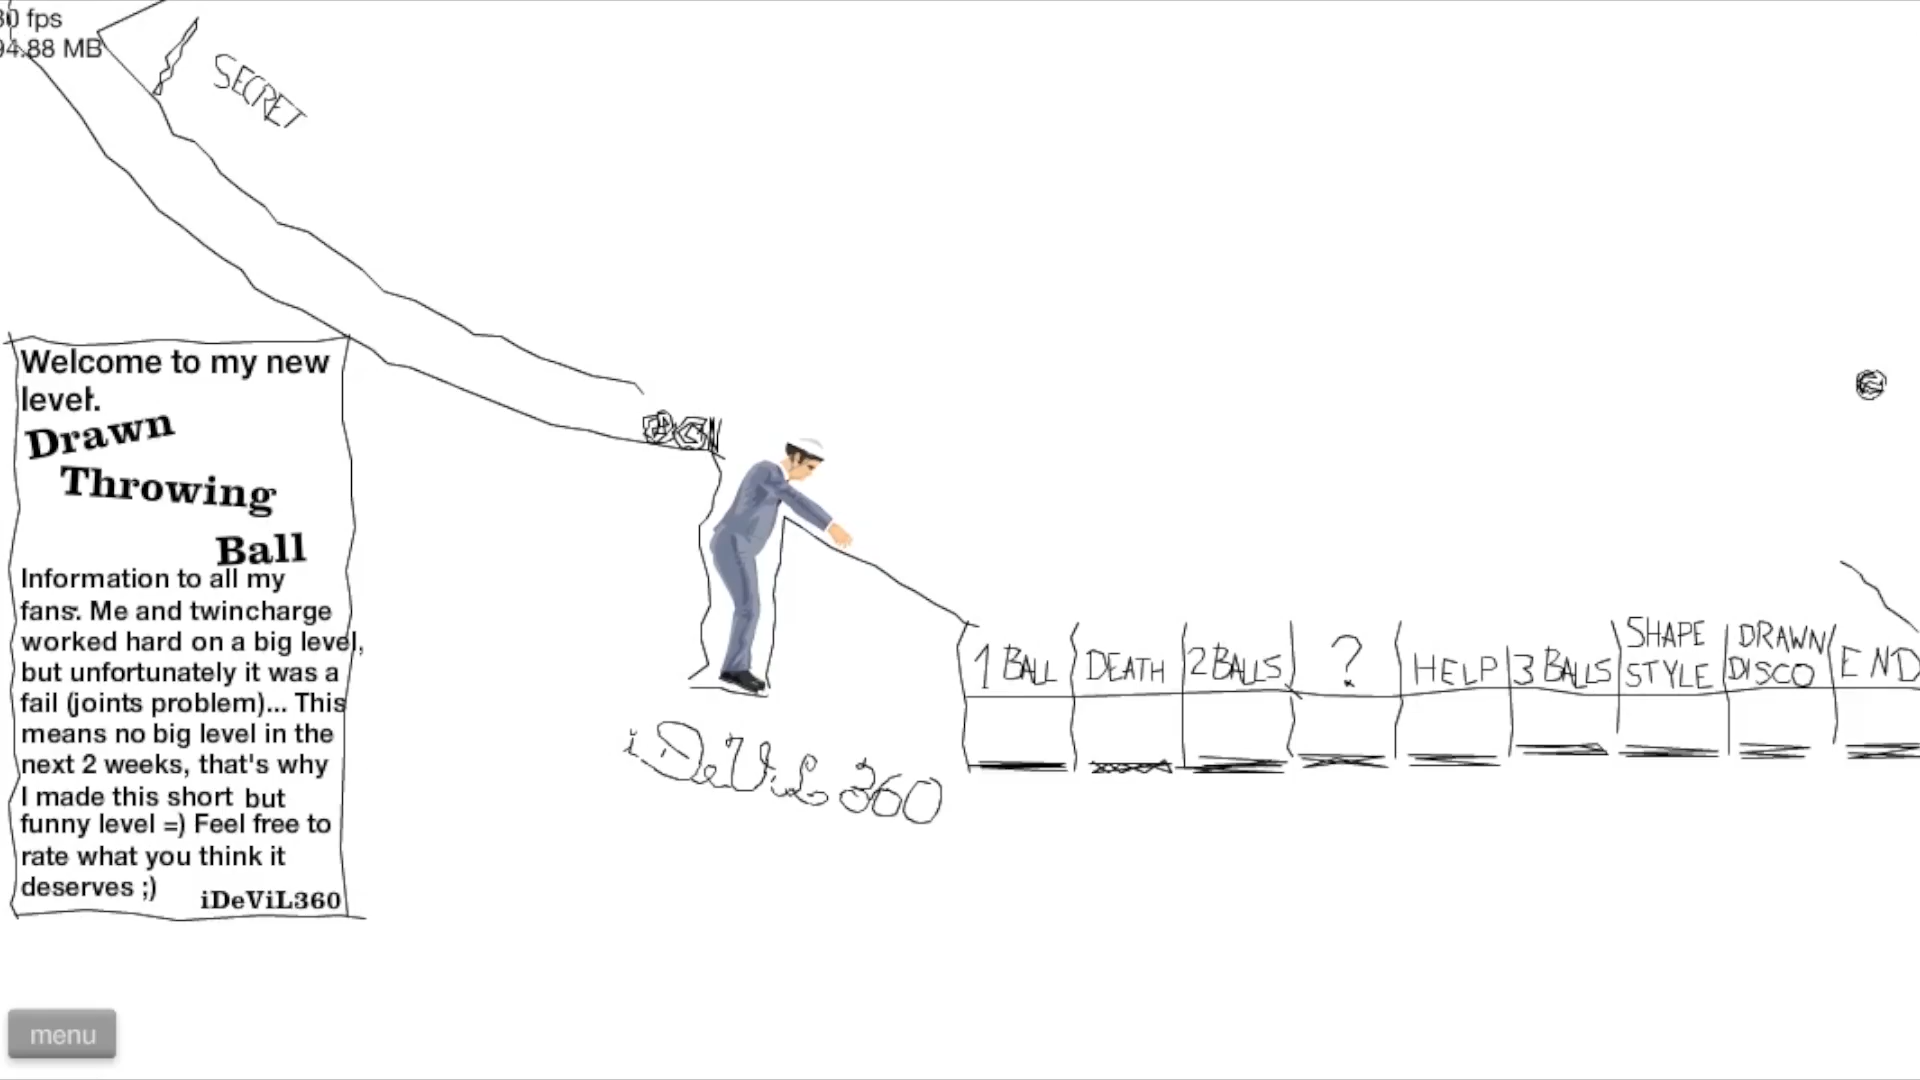 30 fps
94.88 MB
SECRET
Welcome to my new
level.
Drawn
Throwing
Ball
Information to all my
fans: Me and twincharge
worked hard on a big level,
but unfortunately it was a
fail (joints problem)... This
means no big level in the
next 2 weeks, that's why
I made this short but
funny level =) Feel free to
rate what you think it
deserves ;)
iDeViL360
iDeViL 360
1 BALL
DEATH
2 BALLS
?
HELP
3 BALLS
SHAPE
STYLE
DRAWN
DISCO
END
menu